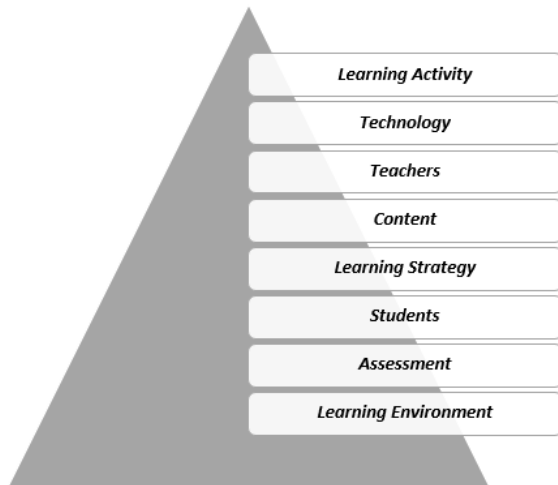 Learning Activity
Technology
Teachers
Content
Learning Strategy
Students
Assessment
Learning Environment